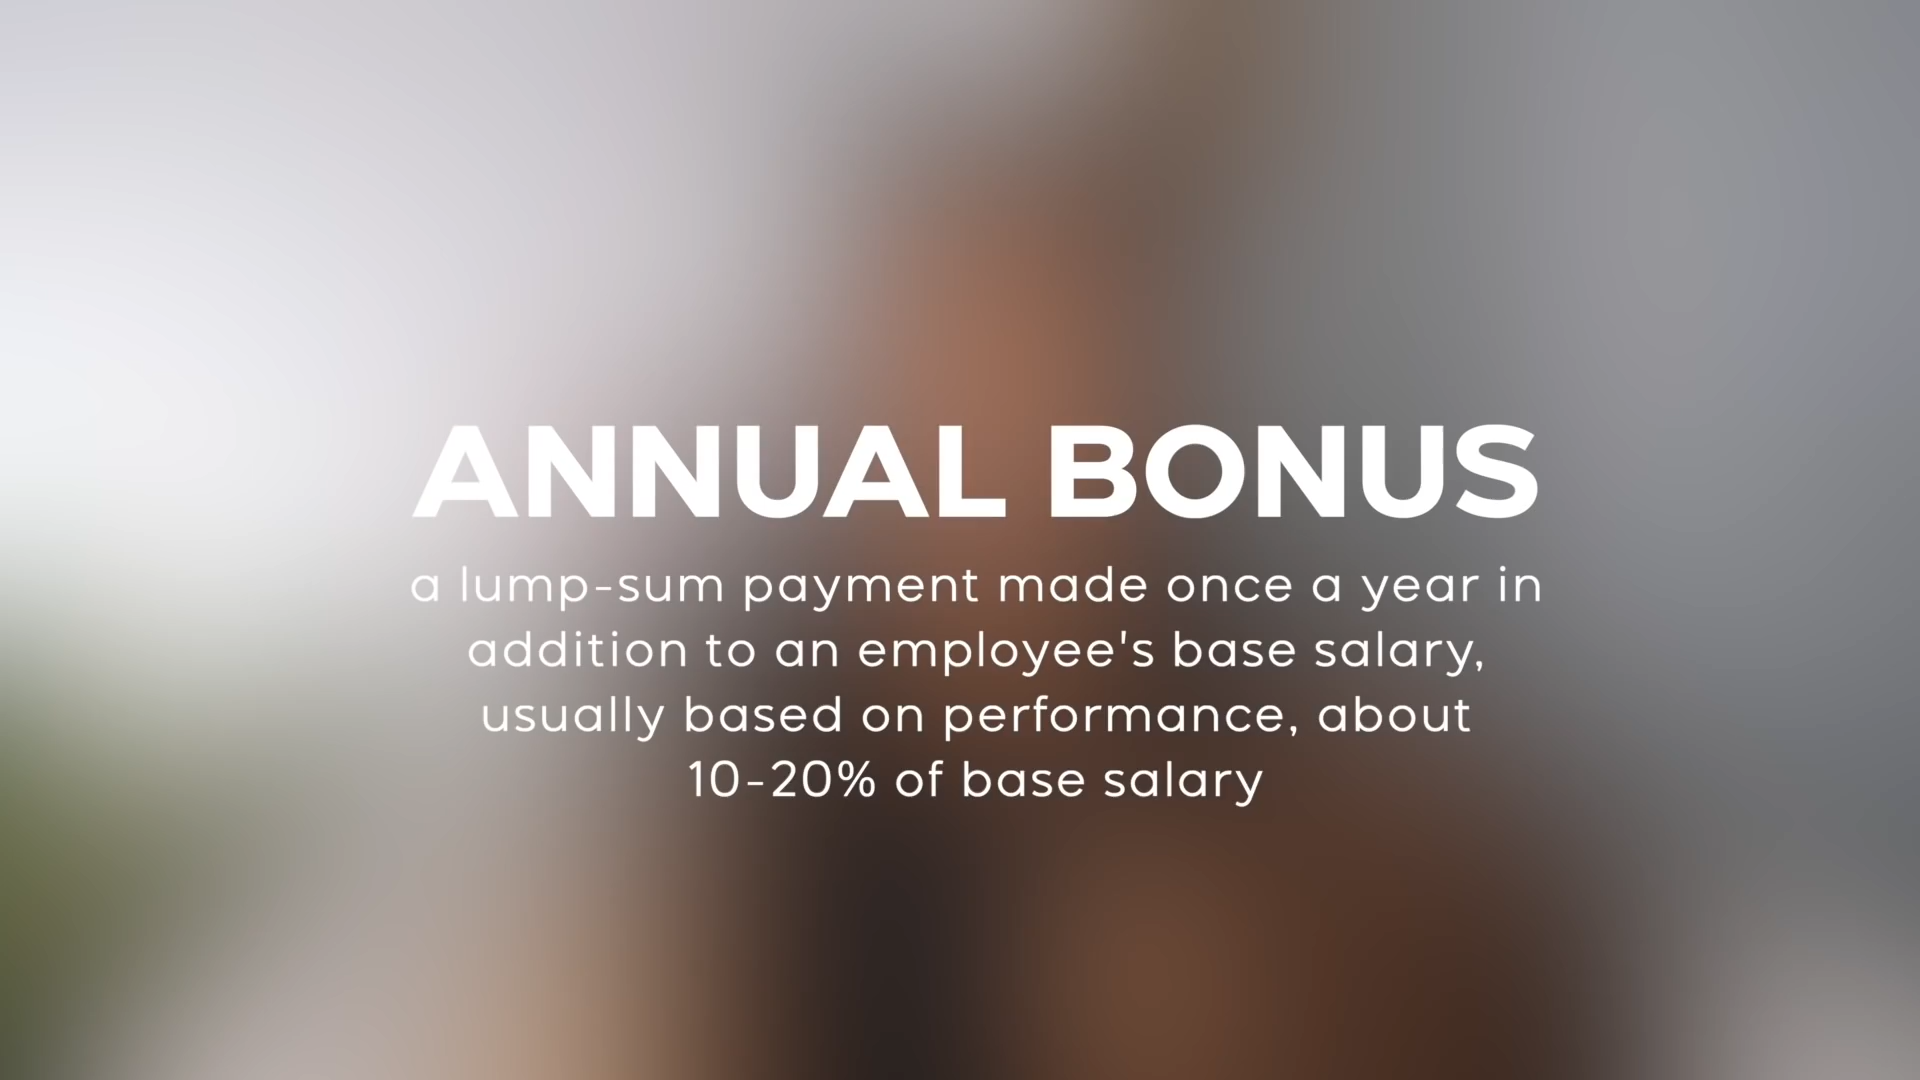 ANNUAL BONUS
a lump-sum payment made once a year in
addition to an employee's base salary,
usually based on performance, about
10-20% of base salary